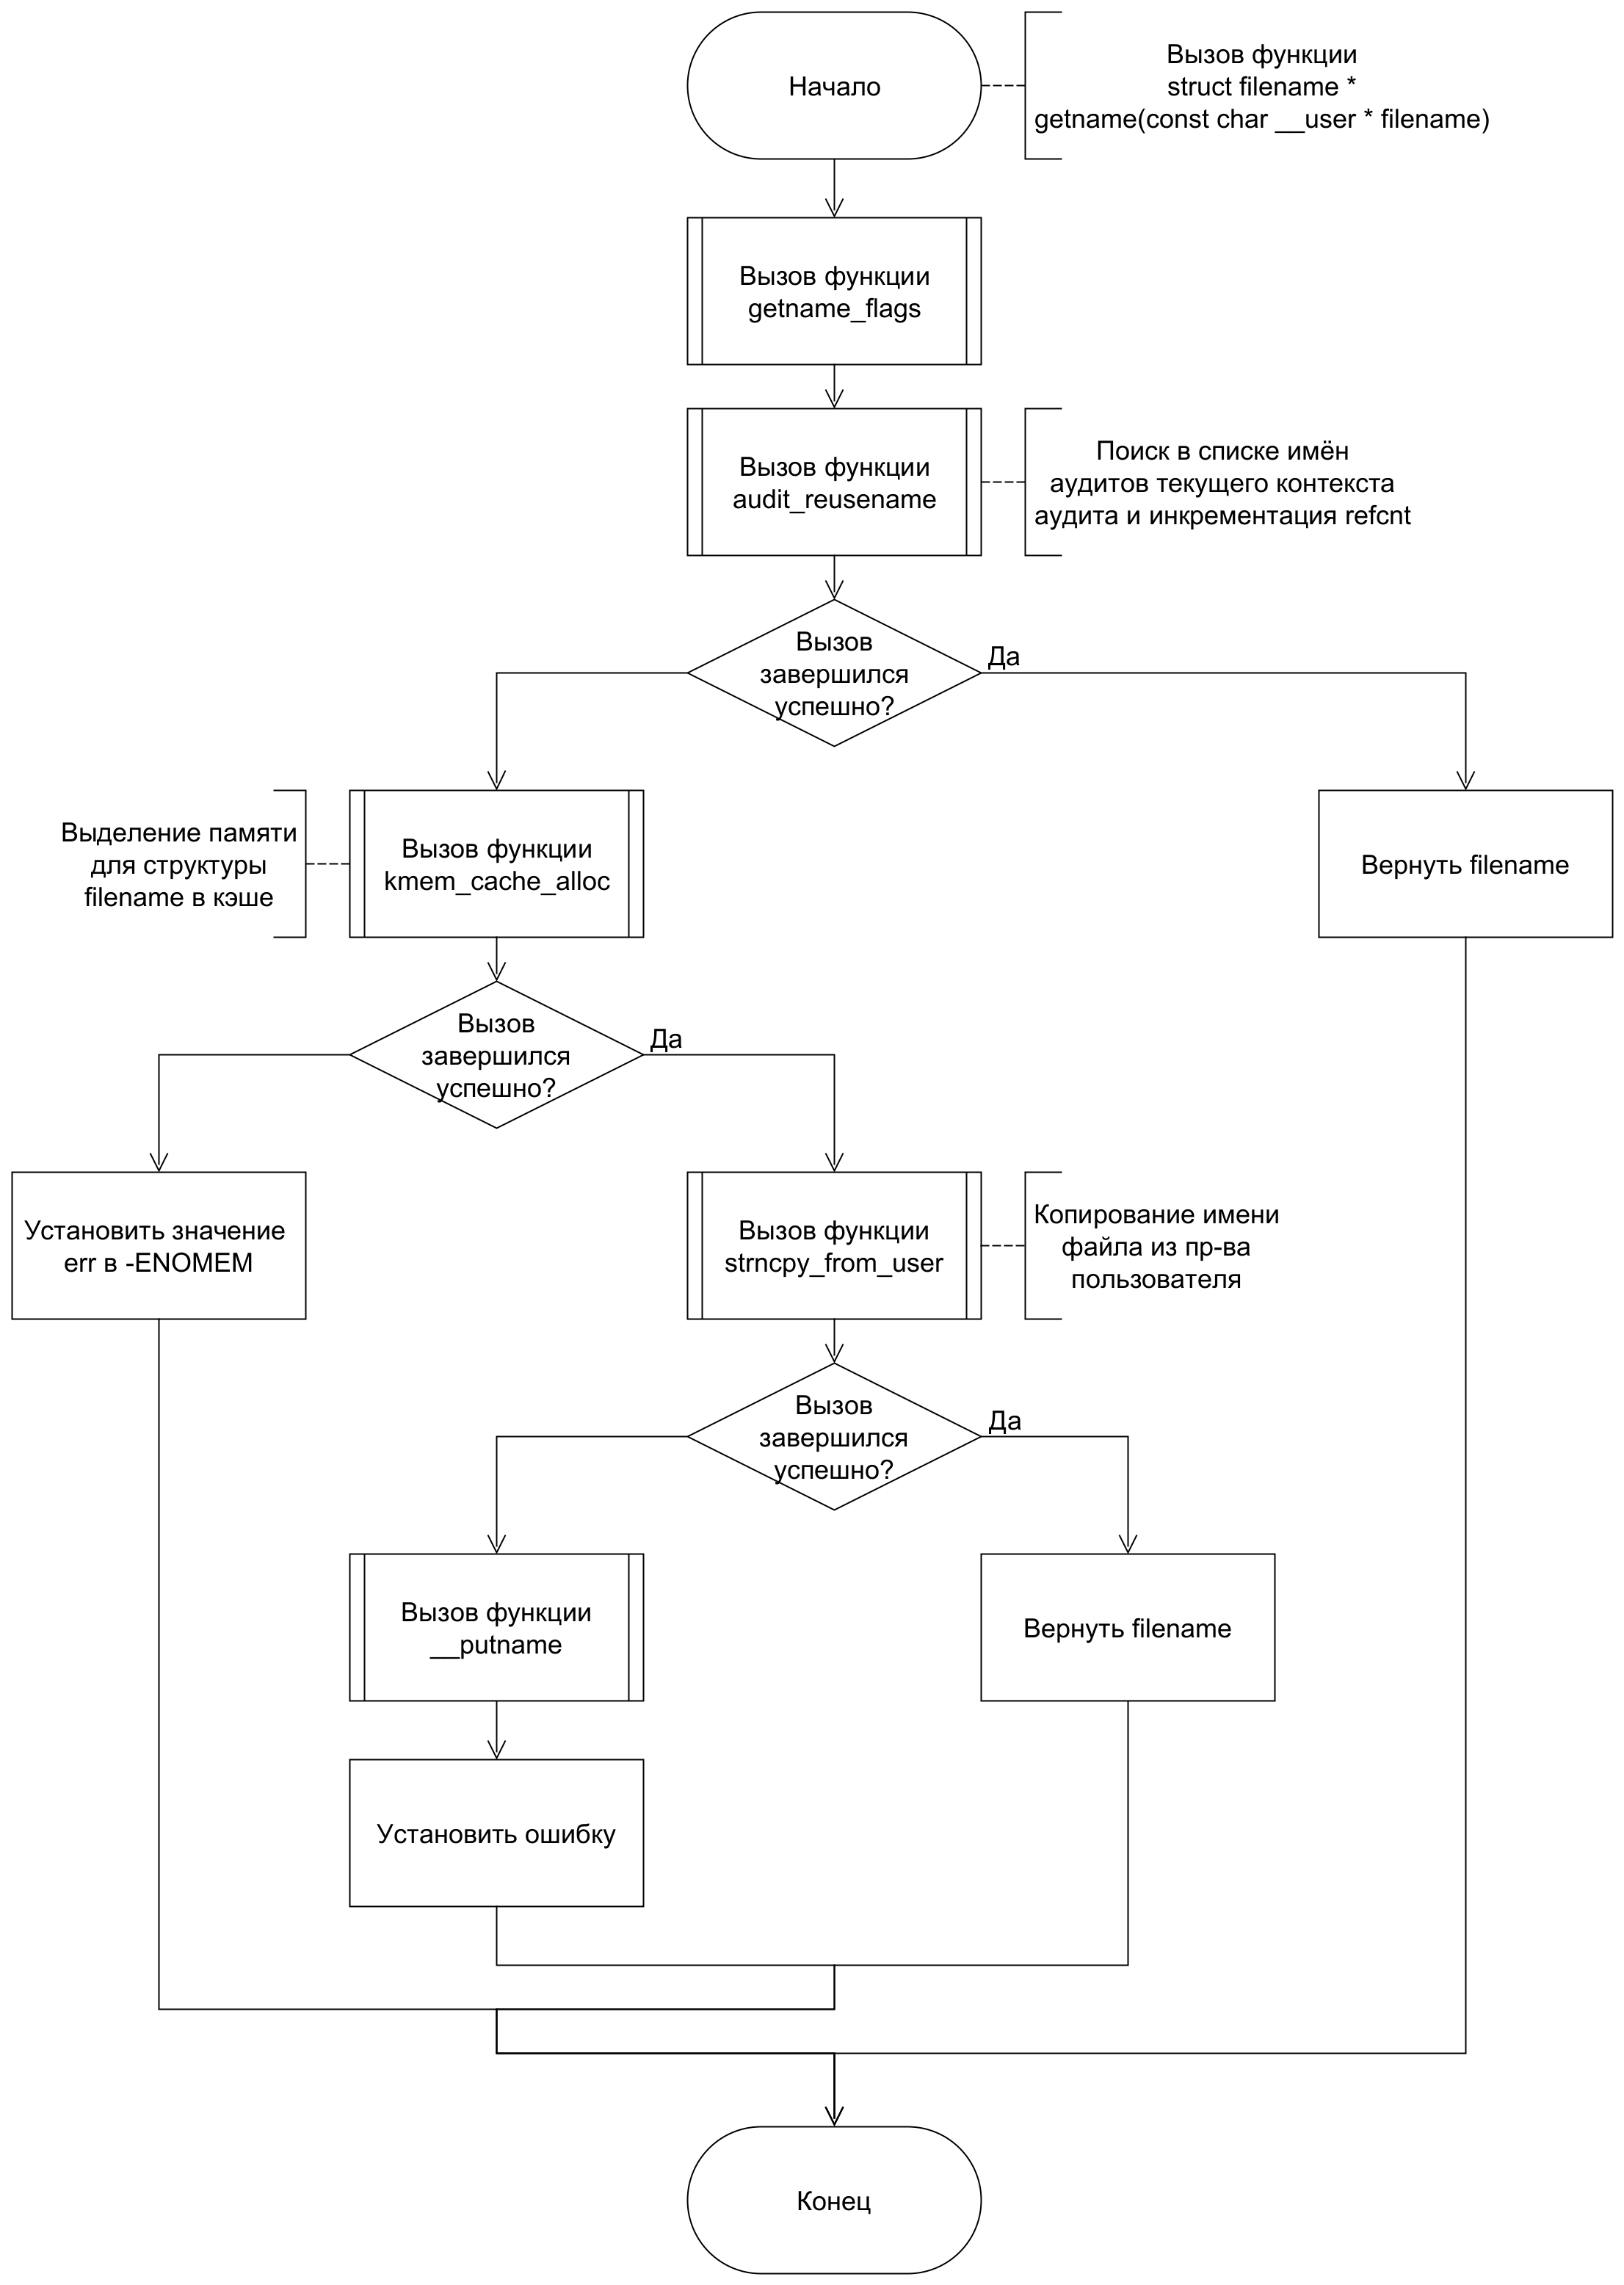 Начало
Вызов функции
struct filename *
getname(const char __user * filename)
Вызов функции
getname_flags
Вызов функции
audit_reusename
Поиск в списке имён
аудитов текущего контекста
аудита и инкрементация refcnt
Вызов
завершился
успешно?
Да
Выделение памяти
для структуры
filename в кэше
Вызов функции
kmem_cache_alloc
Вернуть filename
Вызов
завершился
успешно?
Да
Установить значение
err в -ENOMEM
Вызов функции
strncpy_from_user
Копирование имени
файла из пр-ва
пользователя
Вызов
завершился
успешно?
Да
Вызов функции
__putname
Вернуть filename
Установить ошибку
Конец